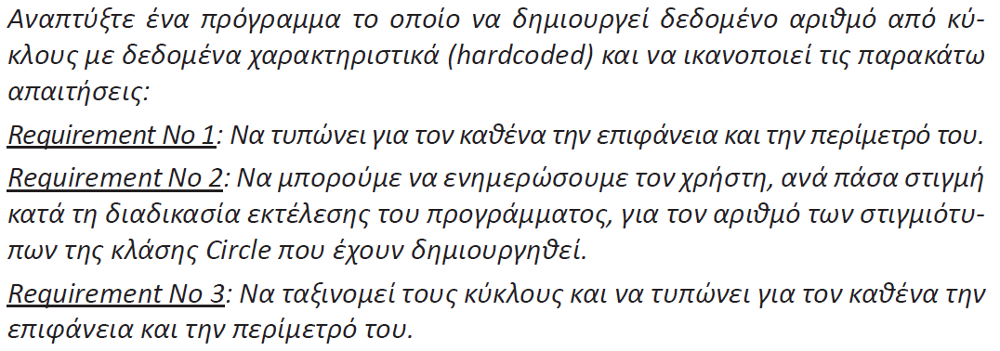 Αναπτύξτε ένα πρόγραμμα το οποίο να δημιουργεί δεδομένο αριθμό από κύ-
κλους με δεδομένα χαρακτηριστικά (hardcoded) και να ικανοποιεί τις παρακάτω
απαιτήσεις:
Requirement No 1: Να τυπώνει για τον καθένα την επιφάνεια και την περίμετρό του.
Requirement No 2: Να μπορούμε να ενημερώσουμε τον χρήστη, ανά πάσα στιγμή
κατά τη διαδικασία εκτέλεσης του προγράμματος, για τον αριθμό των στιγμιότυ-
πων της κλάσης Circle που έχουν δημιουργηθεί.
Requirement No 3: Να ταξινομεί τους κύκλους και να τυπώνει για τον καθένα την
επιφάνεια και την περίμετρό του.